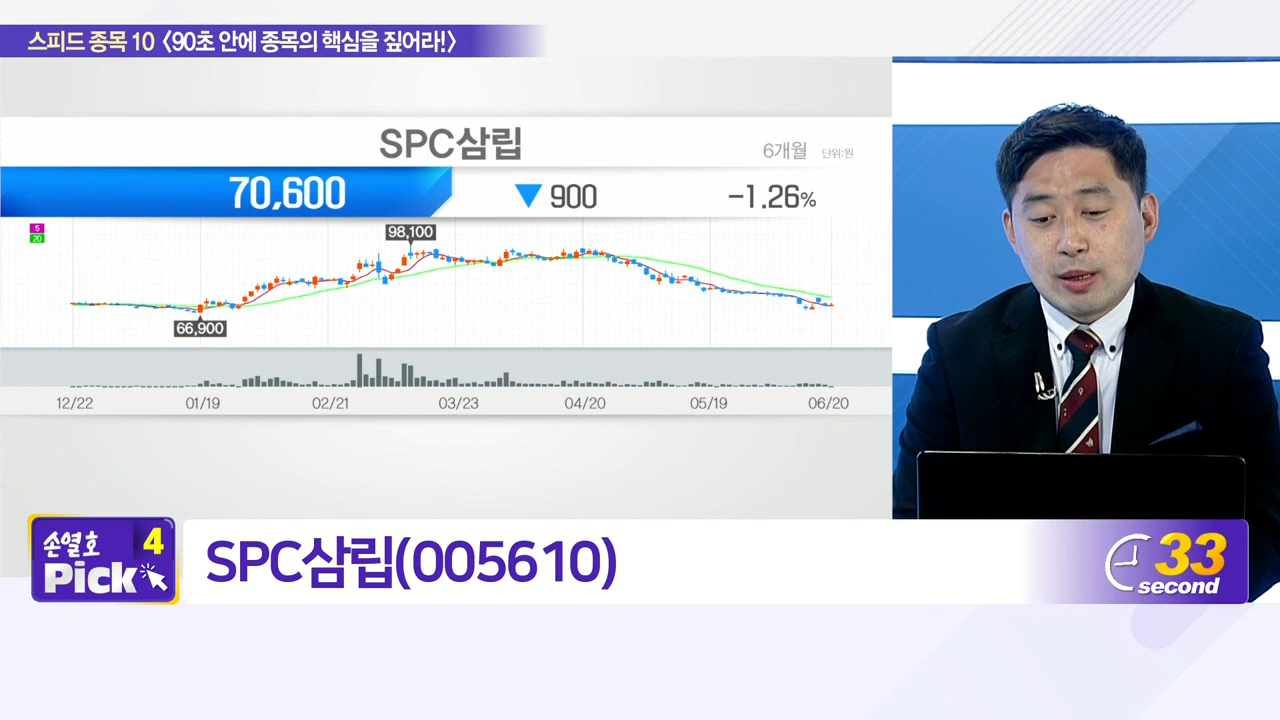 스피드 종목 10 〈90초 안에 종목의 핵심을 짚어라!〉
SPC삼립
6개월 단위:원
70,600 ▼ 900 -1.26%
5
20
98,100
66,900
12/22 01/19 02/21 03/23 04/20 05/19 06/20
손열호 4
Pick
SPC삼립(005610)
33
second